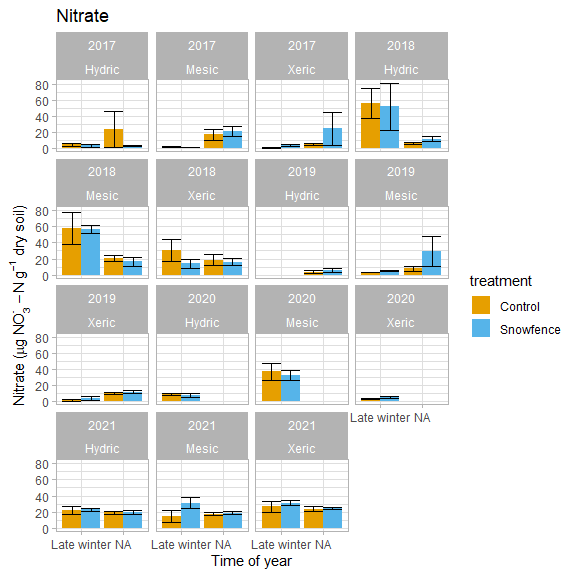 Nitrate
2017 2017 2017 2018
Hydric Mesic Xeric Hydric
80
60
40
20
0
2018 2018 2019 2019
Mesic Xeric Hydric Mesic
80
60
40
20
0
treatment
Control
Snowfence
2019 2020 2020 2020
Xeric Hydric Mesic Xeric
80
60
40
20
0
Late winter NA
2021 2021 2021
Hydric Mesic Xeric
80
60
40
20
0
Late winter NA Late winter NA Late winter NA
Time of year
Nitrate (μg NO₃⁻ − N g⁻¹ dry soil)